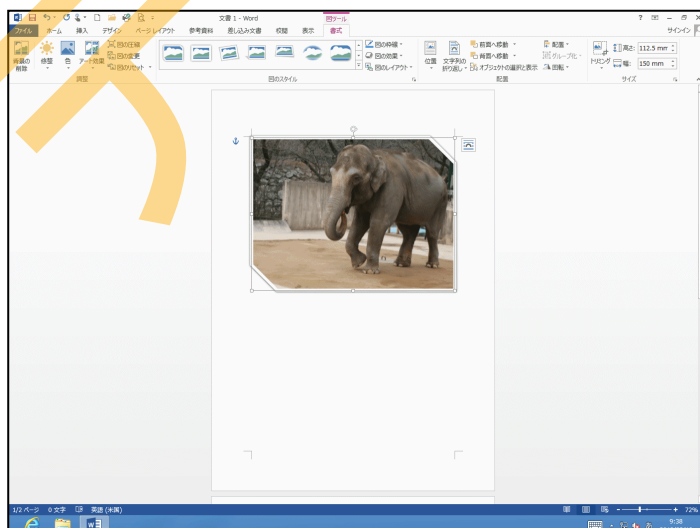 文書 1 - Word
図ツール
サインイン
ファイル ホーム 挿入 デザイン ページ レイアウト 参考資料 差し込み文書 校閲 表示 書式
背景の削除 修整 色 アート効果
図の圧縮
図の変更
図のリセット
調整
図のスタイル
図の枠線
図の効果
図のレイアウト
位置 文字列の折り返し
前面へ移動
背面へ移動
オブジェクトの選択と表示
配置
グループ化
回転
配置
トリミング
高さ: 112.5 mm
幅: 150 mm
サイズ
1/2 ページ 0 文字 英語 (米国)
72%
9:38